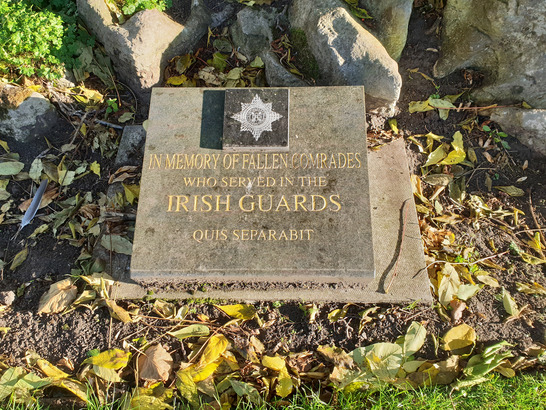 IN MEMORY OF FALLEN COMRADES
WHO SERVED IN THE
IRISH GUARDS
QUIS SEPARABIT